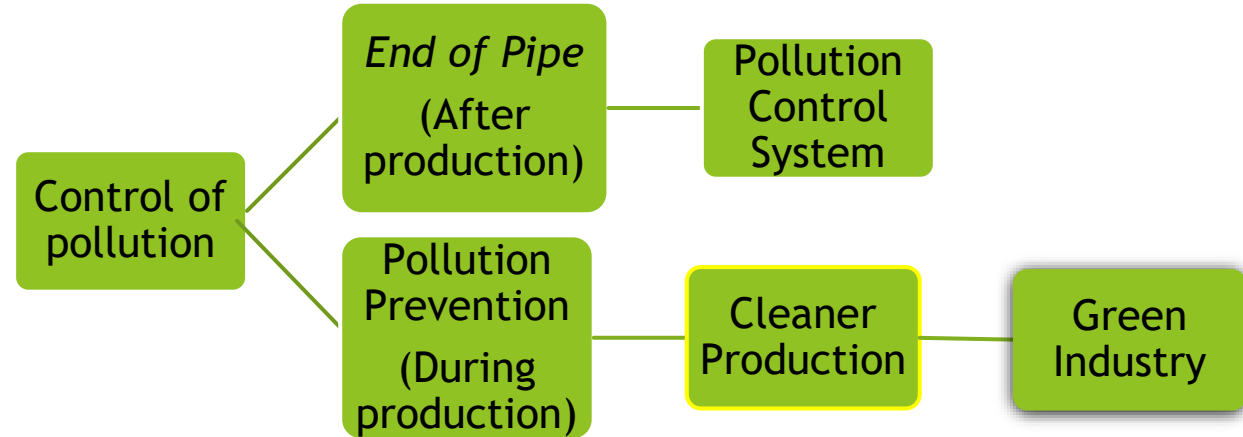 Control of
pollution
End of Pipe
(After
production)
Pollution
Control
System
Pollution
Prevention
(During
production)
Cleaner
Production
Green
Industry